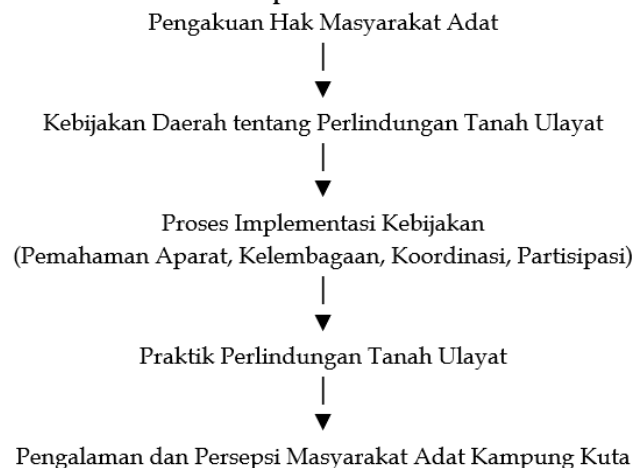 Pengakuan Hak Masyarakat Adat
Kebijakan Daerah tentang Perlindungan Tanah Ulayat
Proses Implementasi Kebijakan
(Pemahaman Aparat, Kelembagaan, Koordinasi, Partisipasi)
Praktik Perlindungan Tanah Ulayat
Pengalaman dan Persepsi Masyarakat Adat Kampung Kuta